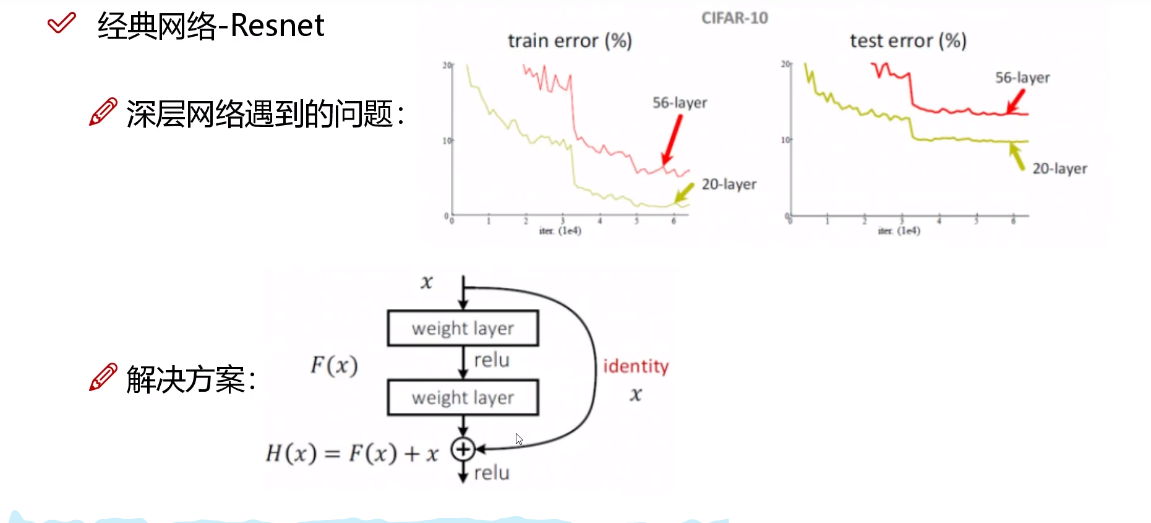 经典网络-Resnet
深层网络遇到的问题：
CIFAR-10
train error (%)
20
10
0
0 1 2 3 4 5 6
iter. (1e4)
56-layer
20-layer
test error (%)
20
10
0
0 1 2 3 4 5 6
iter. (1e4)
56-layer
20-layer
解决方案：
x
weight layer
F(x)
relu
weight layer
identity
x
H(x) = F(x) + x
relu